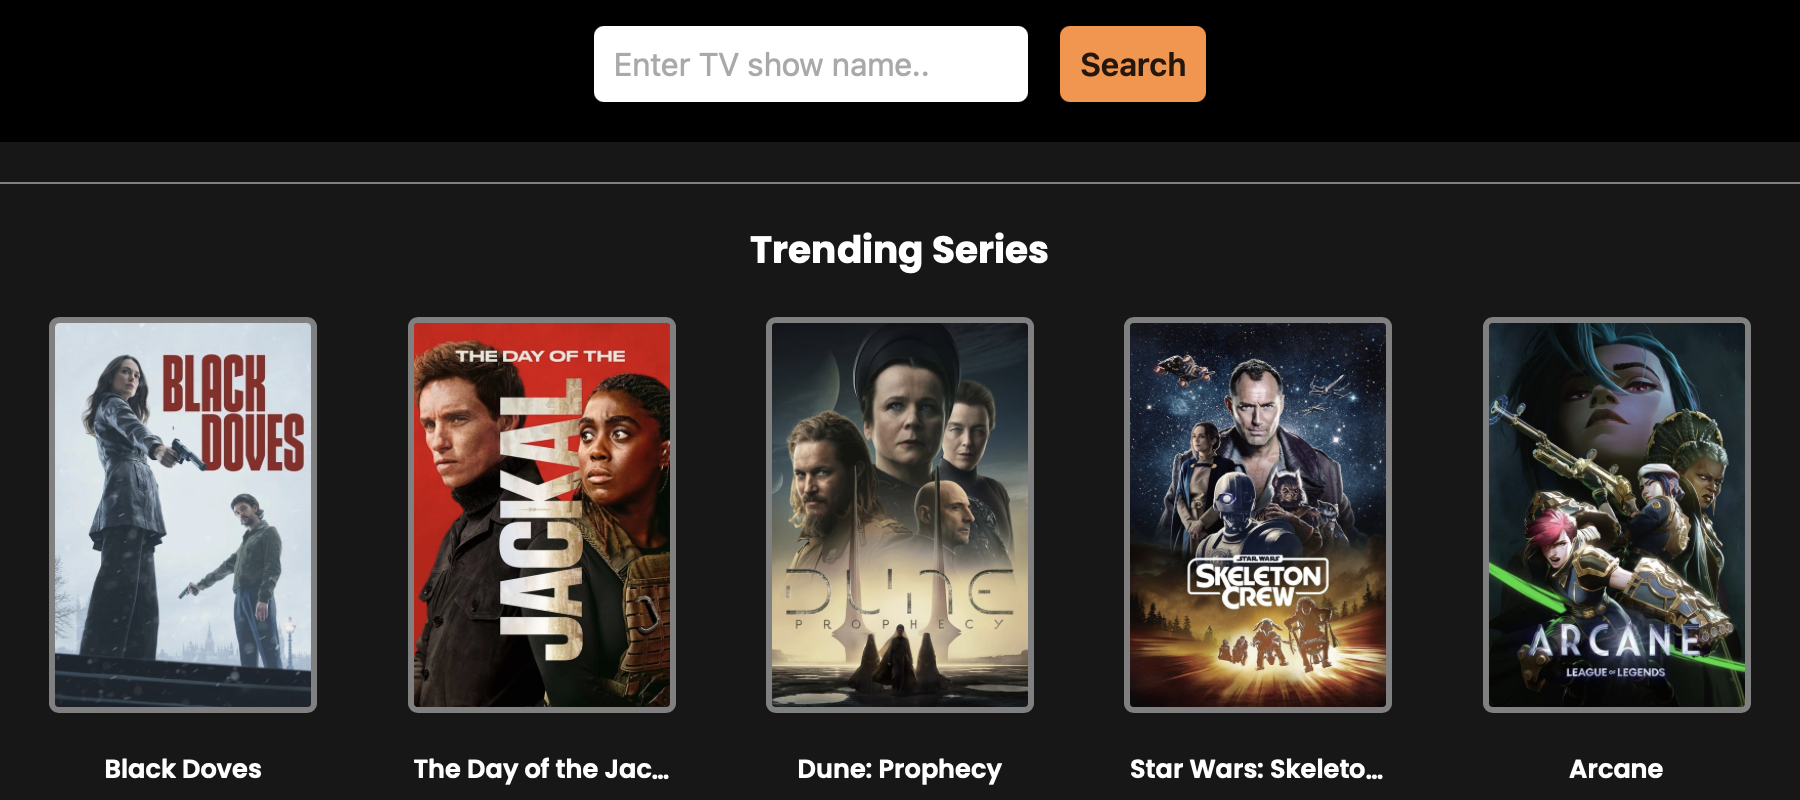 Enter TV show name..
Search
Trending Series
BLACK
DOVES
THE DAY OF THE
JACKAL
DUNE
PROPHECY
STAR WARS
SKELETON
CREW
ARCANE
LEAGUE OF LEGENDS
Black Doves
The Day of the Jac...
Dune: Prophecy
Star Wars: Skeleto...
Arcane